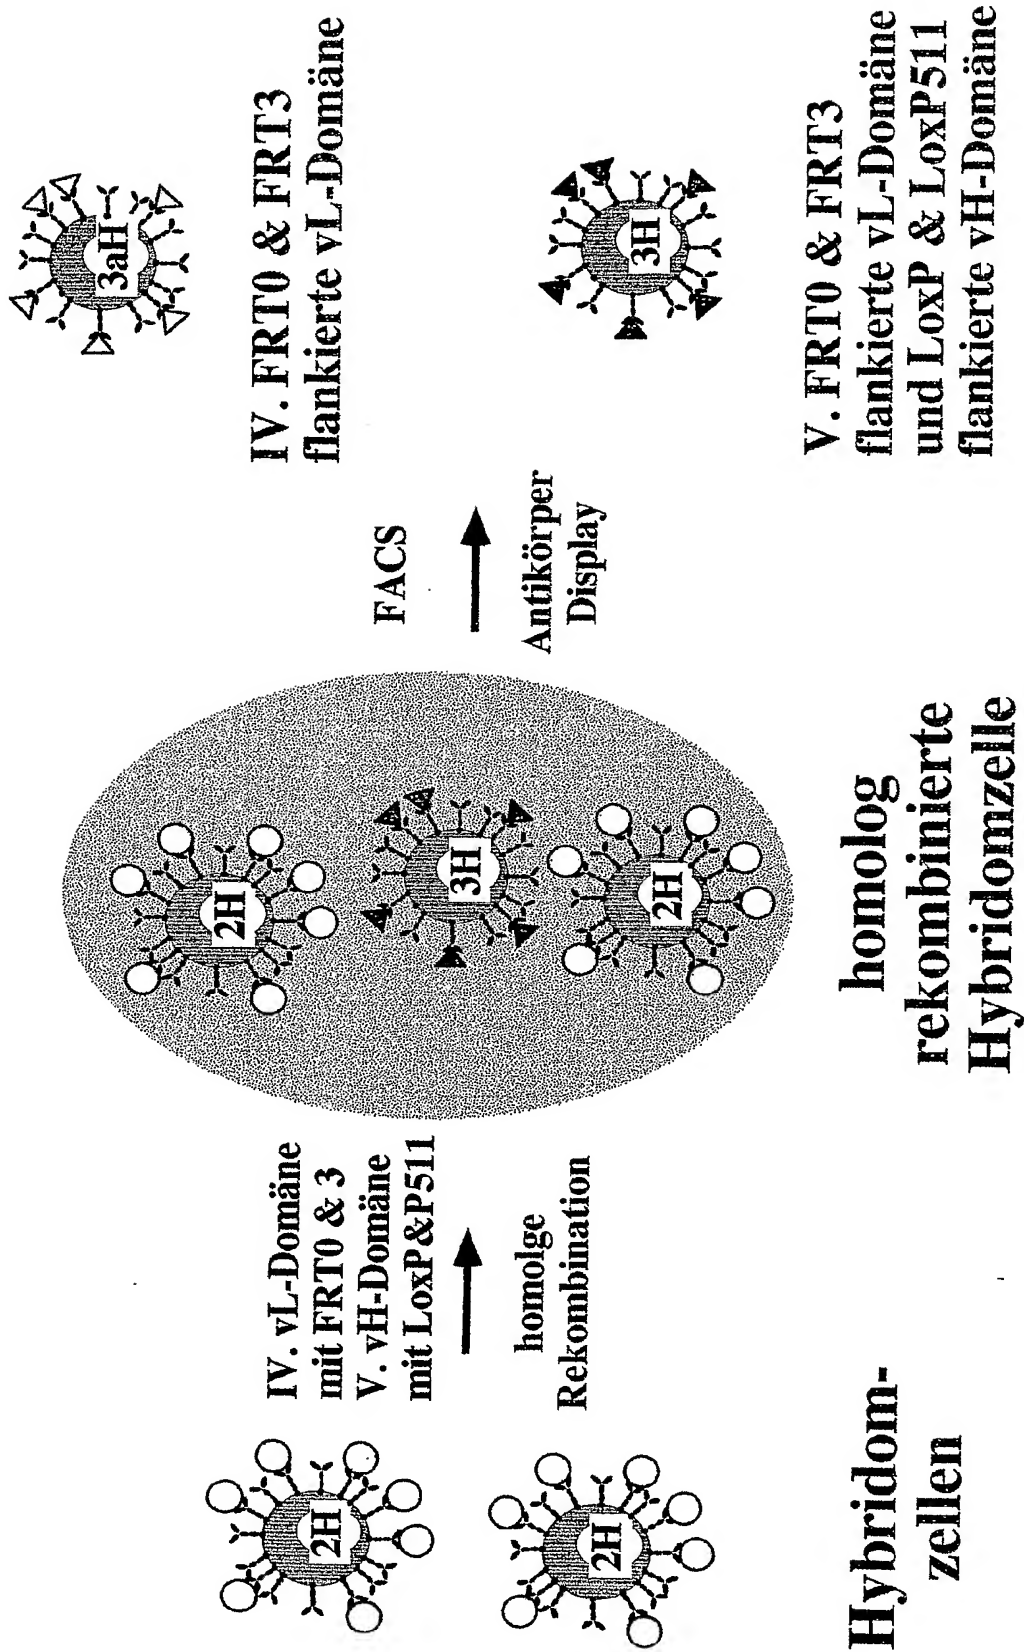 2H
2H
Hybridom-
zellen
IV. vL-Domäne
mit FRT0 & 3
V. vH-Domäne
mit LoxP&P511
homolge
Rekombination
2H
3H
2H
homolog
rekombinierte
Hybridomzelle
FACS
Antikörper
Display
3aH
IV. FRT0 & FRT3
flankierte vL-Domäne
3H
V. FRT0 & FRT3
flankierte vL-Domäne
und LoxP & LoxP511
flankierte vH-Domäne